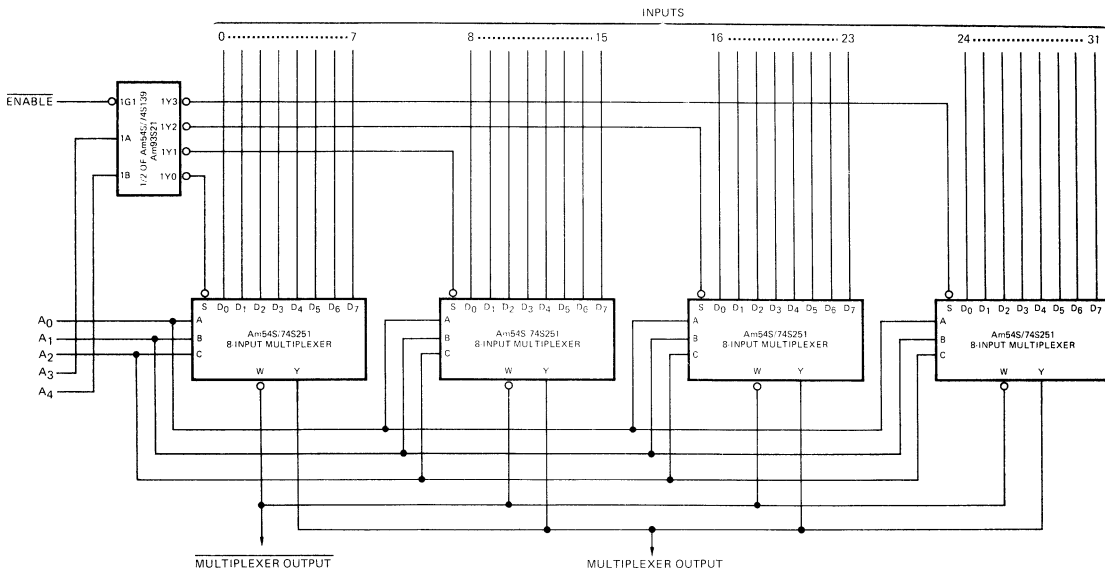 INPUTS
0 ············ 7
8 ············ 15
16 ············ 23
24 ············ 31
ENABLE
1G1
1A
1B
1/2 OF Am54S/74S139
Am93S21
1Y3
1Y2
1Y1
1Y0
S D0 D1 D2 D3 D4 D5 D6 D7
S D0 D1 D2 D3 D4 D5 D6 D7
S D0 D1 D2 D3 D4 D5 D6 D7
S D0 D1 D2 D3 D4 D5 D6 D7
A0
A1
A2
A3
A4
A
B
C
Am54S/74S251
8-INPUT MULTIPLEXER
W Y
A
B
C
Am54S/74S251
8-INPUT MULTIPLEXER
W Y
A
B
C
Am54S/74S251
8-INPUT MULTIPLEXER
W Y
A
B
C
Am54S/74S251
8-INPUT MULTIPLEXER
W Y
MULTIPLEXER OUTPUT
MULTIPLEXER OUTPUT